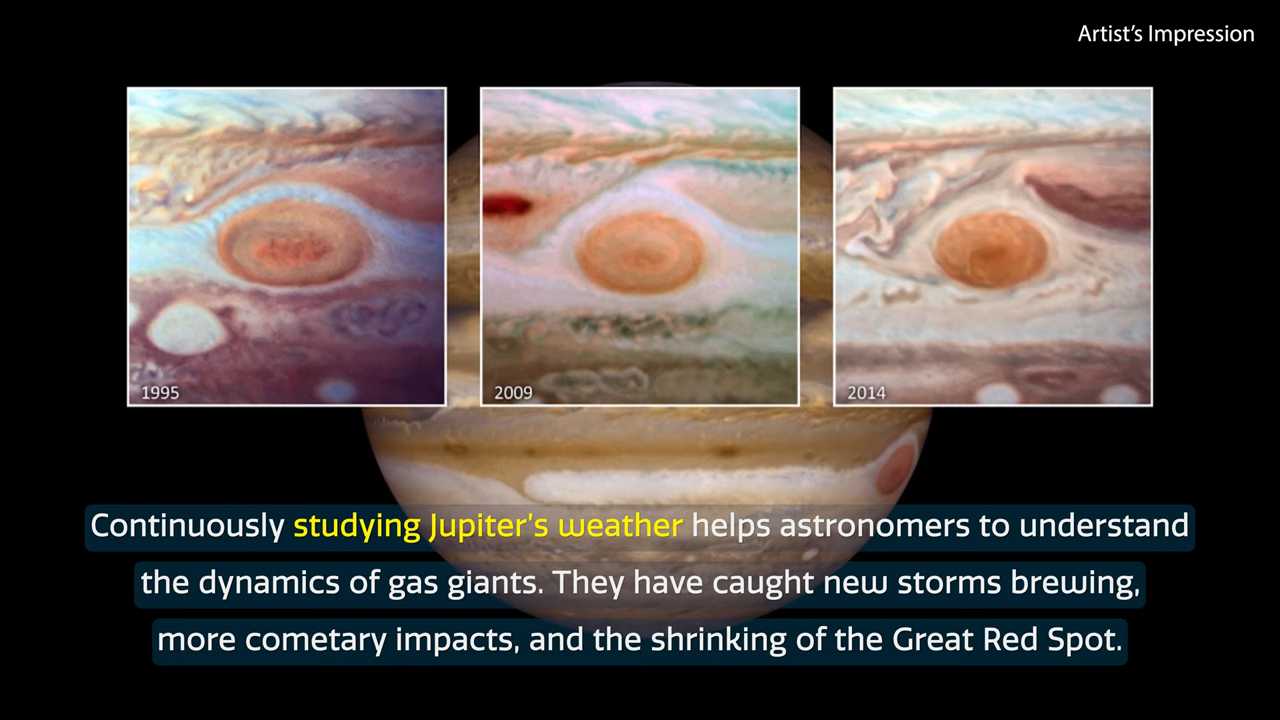 Artist's Impression
1995
2009
2014
Continuously studying Jupiter's weather helps astronomers to understand
the dynamics of gas giants. They have caught new storms brewing,
more cometary impacts, and the shrinking of the Great Red Spot.